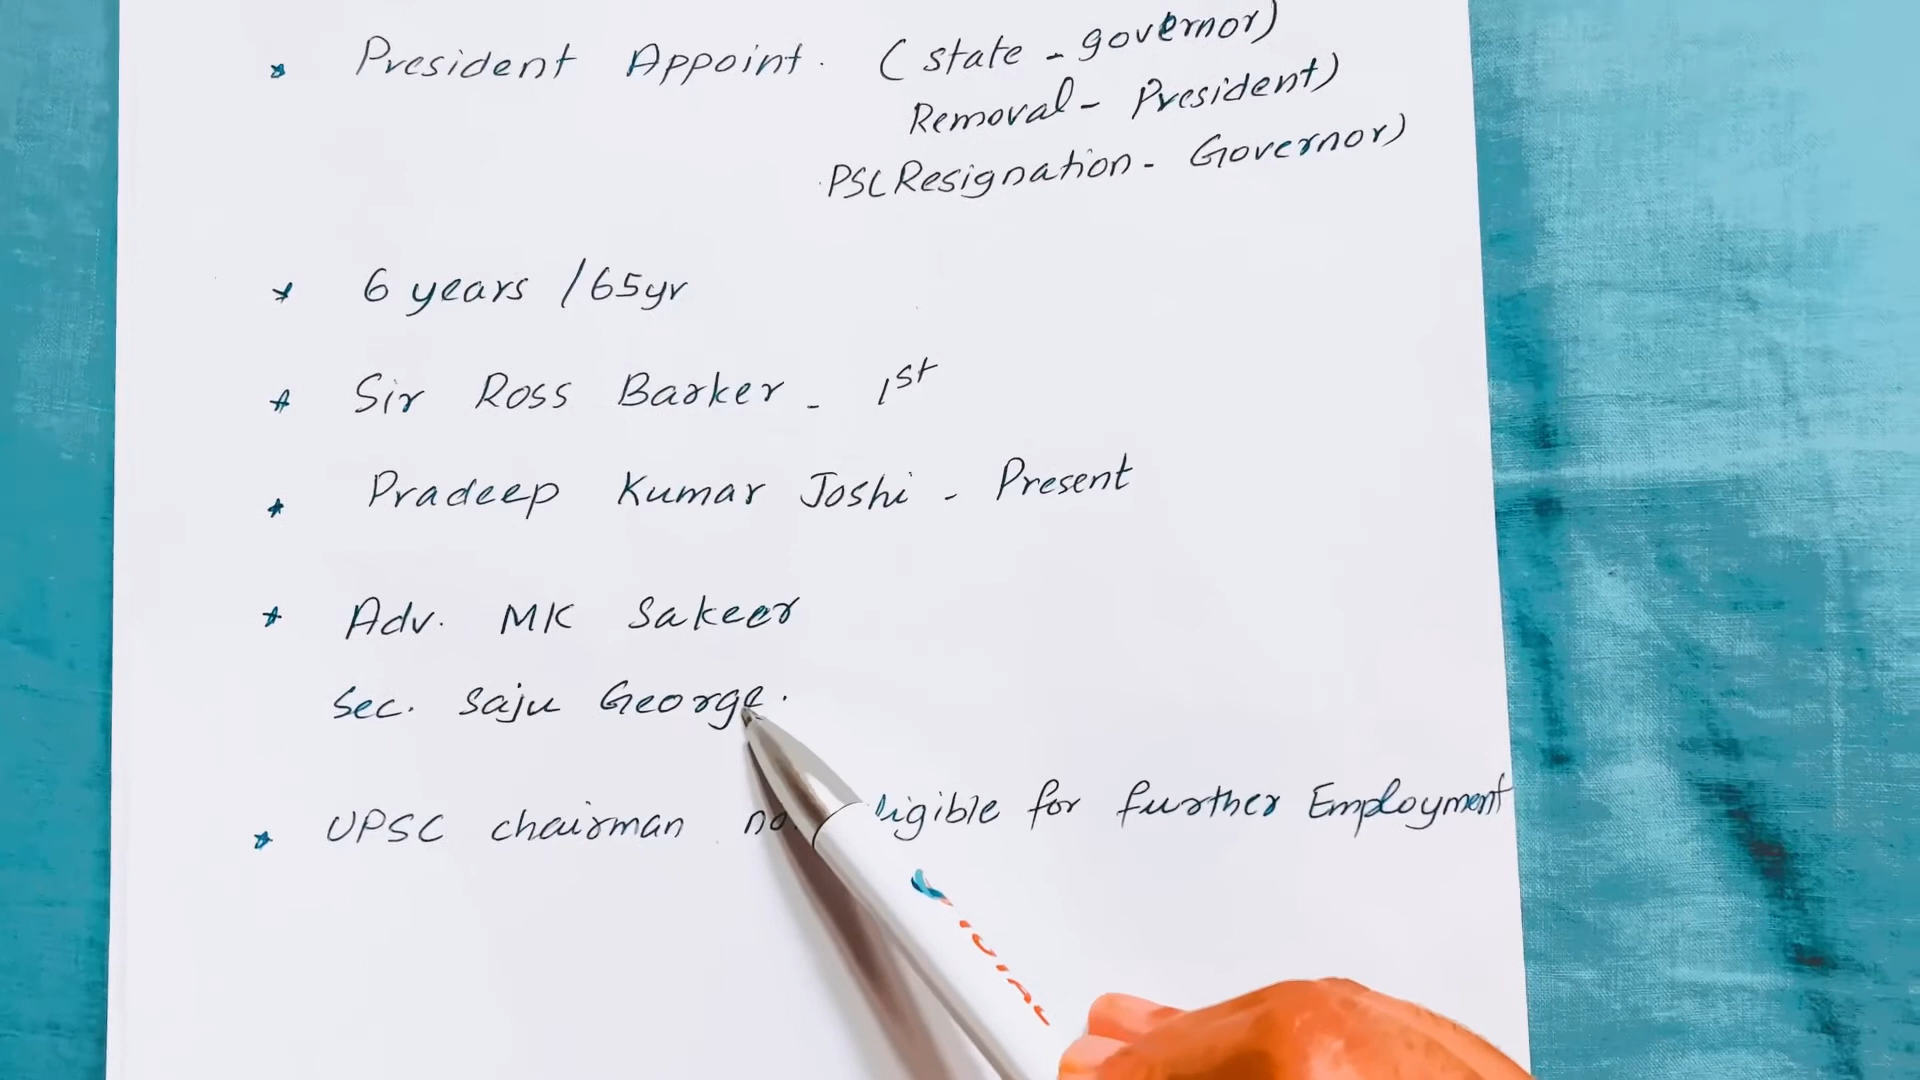 President Appoint. (state - governor)
Removal - President)
PSC Resignation - Governor)
6 years / 65yr
Sir Ross Barker - 1st
Pradeep Kumar Joshi - Present
Adv. MK Sakeer
Sec. Saju George.
UPSC chairman for further Employment